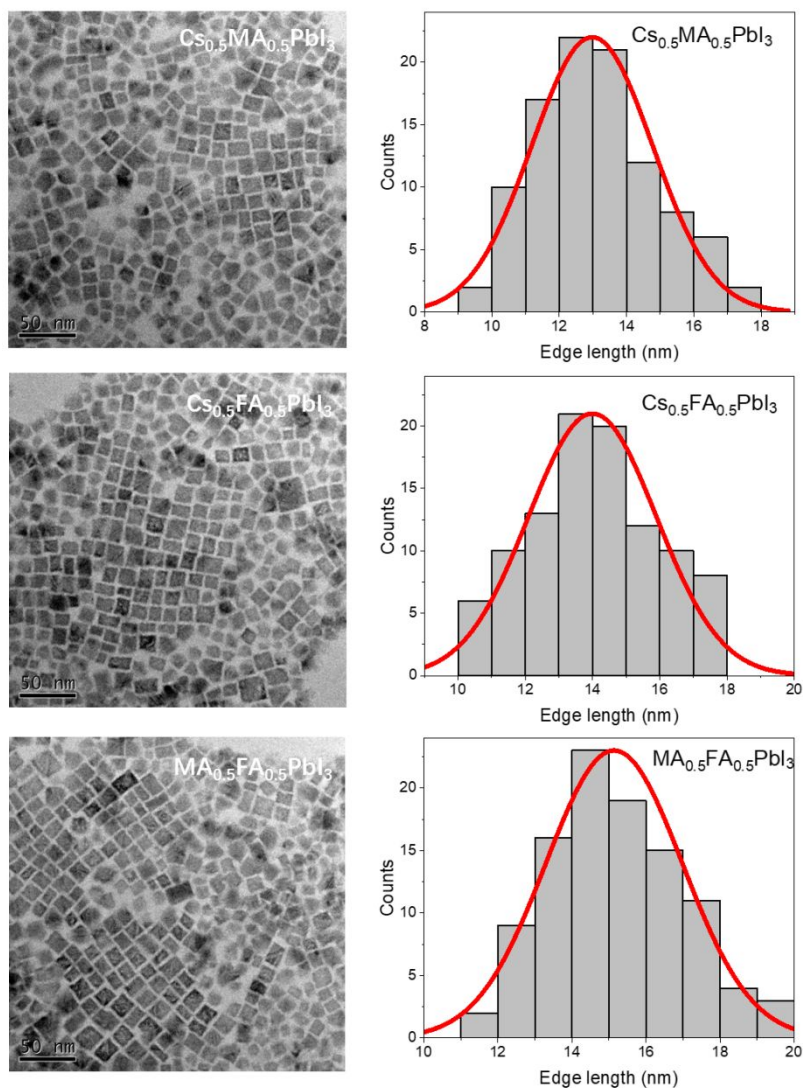 Cs₀.₅MA₀.₅PbI₃
50 nm
Cs₀.₅MA₀.₅PbI₃
20
15
10
5
0
Counts
8 10 12 14 16 18
Edge length (nm)
Cs₀.₅FA₀.₅PbI₃
50 nm
Cs₀.₅FA₀.₅PbI₃
20
15
10
5
0
Counts
10 12 14 16 18 20
Edge length (nm)
MA₀.₅FA₀.₅PbI₃
50 nm
MA₀.₅FA₀.₅PbI₃
20
15
10
5
0
Counts
10 12 14 16 18 20
Edge length (nm)